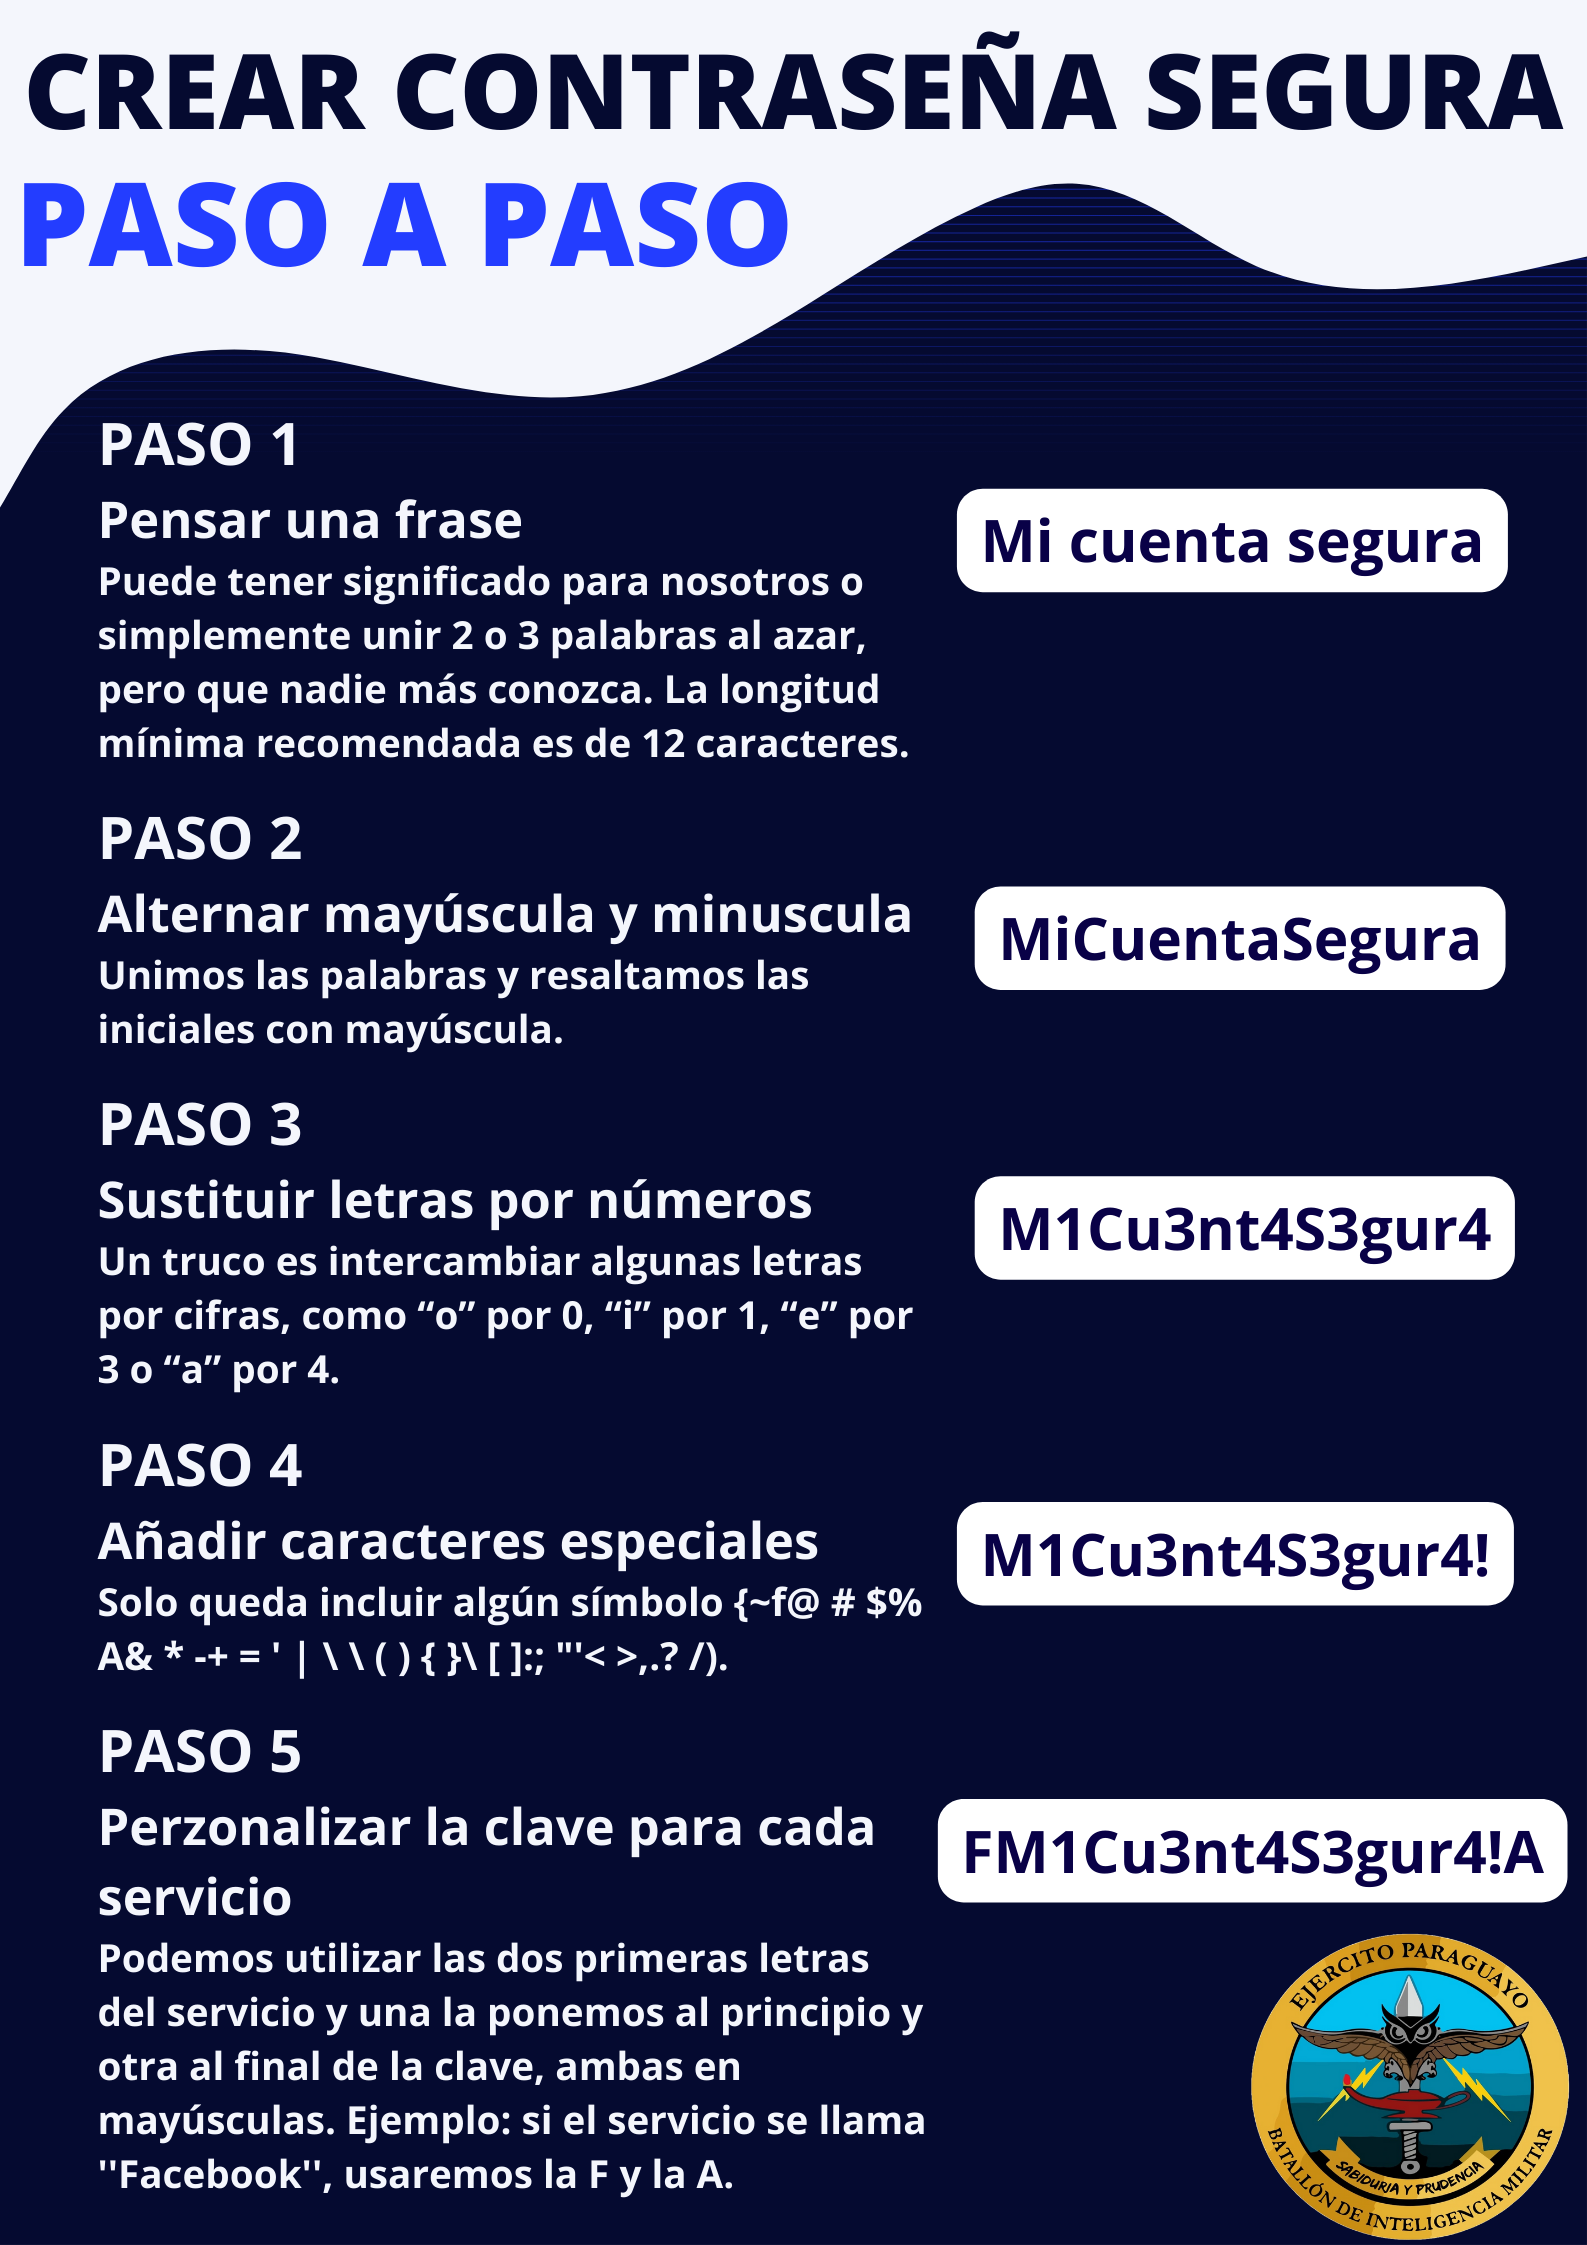 CREAR CONTRASEÑA SEGURA
PASO A PASO
PASO 1
Pensar una frase
Puede tener significado para nosotros o
simplemente unir 2 o 3 palabras al azar,
pero que nadie más conozca. La longitud
mínima recomendada es de 12 caracteres.
Mi cuenta segura
PASO 2
Alternar mayúscula y minuscula
Unimos las palabras y resaltamos las
iniciales con mayúscula.
MiCuentaSegura
PASO 3
Sustituir letras por números
Un truco es intercambiar algunas letras
por cifras, como “o” por 0, “i” por 1, “e” por
3 o “a” por 4.
M1Cu3nt4S3gur4
PASO 4
Añadir caracteres especiales
Solo queda incluir algún símbolo {~f@ # $%
A& * -+ = ' | \ \ ( ) { }\ [ ]:; "'< >,.? /).
M1Cu3nt4S3gur4!
PASO 5
Perzonalizar la clave para cada
servicio
Podemos utilizar las dos primeras letras
del servicio y una la ponemos al principio y
otra al final de la clave, ambas en
mayúsculas. Ejemplo: si el servicio se llama
''Facebook'', usaremos la F y la A.
FM1Cu3nt4S3gur4!A
EJERCITO PARAGUAYO
SABIDURIA Y PRUDENCIA
BATALLÓN DE INTELIGENCIA MILITAR